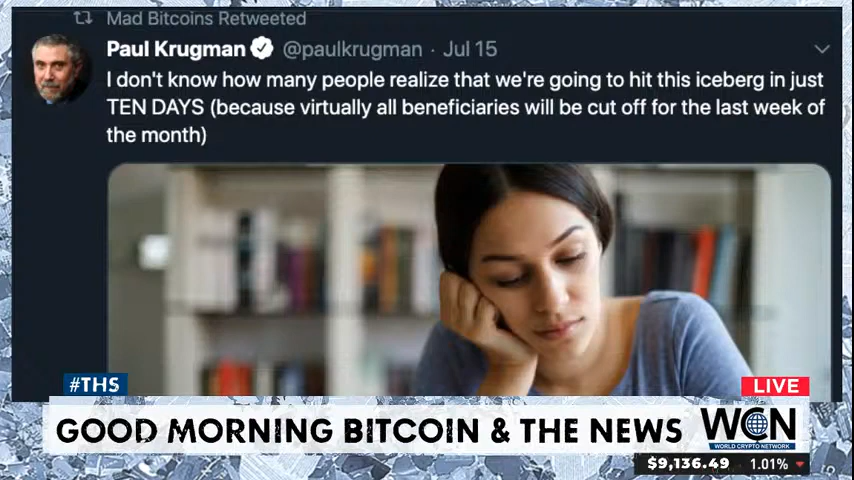 Mad Bitcoins Retweeted
Paul Krugman @paulkrugman · Jul 15
I don't know how many people realize that we're going to hit this iceberg in just
TEN DAYS (because virtually all beneficiaries will be cut off for the last week of
the month)
#THS
LIVE
GOOD MORNING BITCOIN & THE NEWS
WCN
WORLD CRYPTO NETWORK
$9,136.49 1.01%